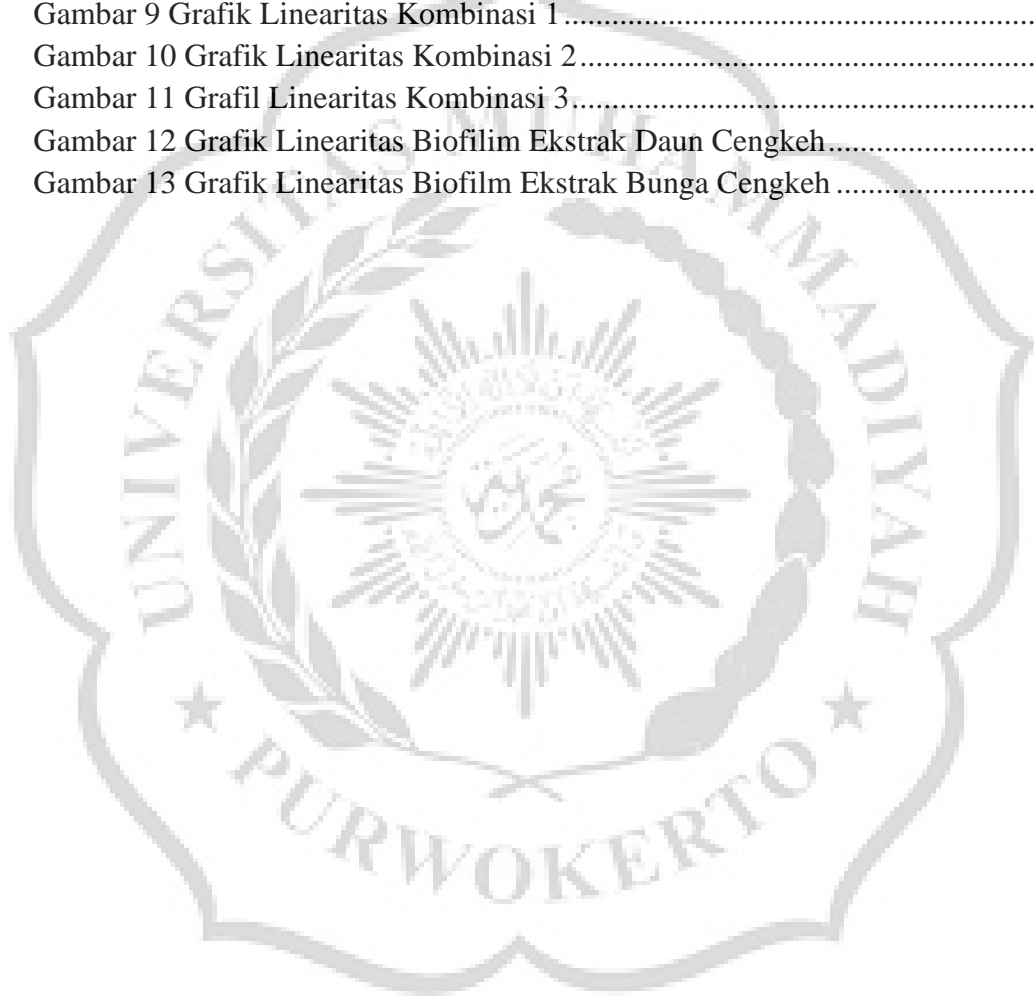 Gambar 9 Grafik Linearitas Kombinasi 1................................................................
Gambar 10 Grafik Linearitas Kombinasi 2..............................................................
Gambar 11 Grafil Linearitas Kombinasi 3..............................................................
Gambar 12 Grafik Linearitas Biofilim Ekstrak Daun Cengkeh..........................
Gambar 13 Grafik Linearitas Biofilm Ekstrak Bunga Cengkeh.........................
UNIVERSITAS MUHAMMADIYAH
PURWOKERTO